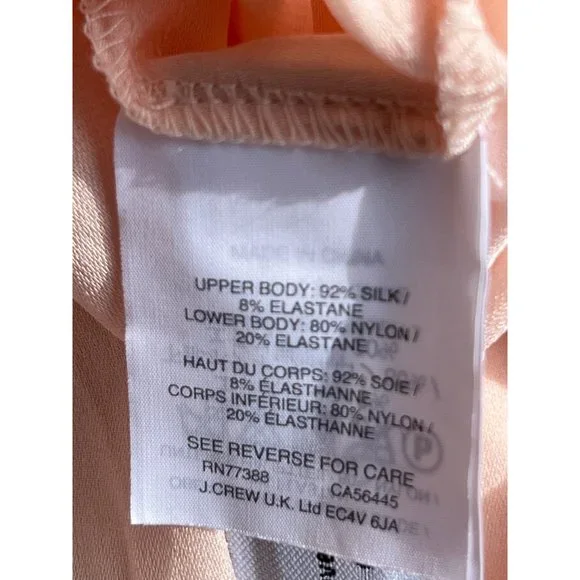 MADE IN CHINA
UPPER BODY: 92% SILK /
8% ELASTANE
LOWER BODY: 80% NYLON /
20% ELASTANE
HAUT DU CORPS: 92% SOIE /
8% ÉLASTHANNE
CORPS INFÉRIEUR: 80% NYLON /
20% ÉLASTHANNE
SEE REVERSE FOR CARE
RN77388 CA56445
J.CREW U.K. Ltd EC4V 6JA